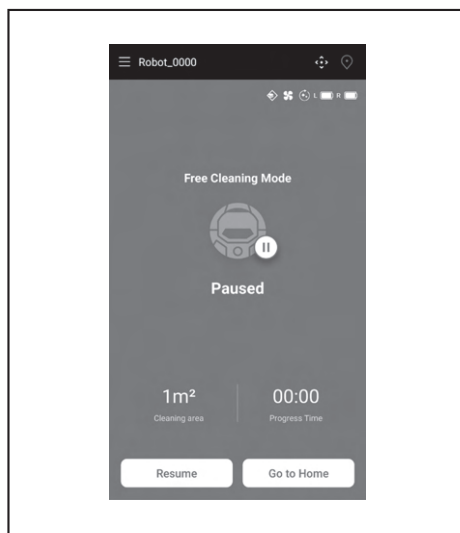 Robot_0000
L R
Free Cleaning Mode
Paused
1m² 00:00
Cleaning area Progress Time
Resume Go to Home